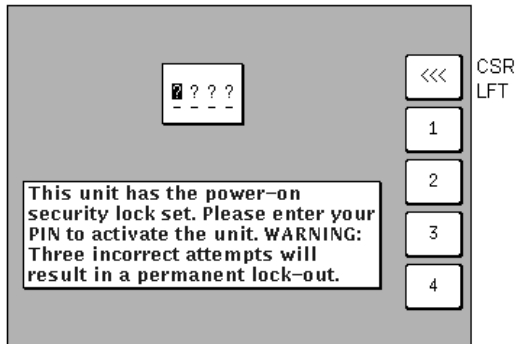 ? ? ? ?
This unit has the power-on
security lock set. Please enter your
PIN to activate the unit. WARNING:
Three incorrect attempts will
result in a permanent lock-out.
<<<
CSR
LFT
1
2
3
4